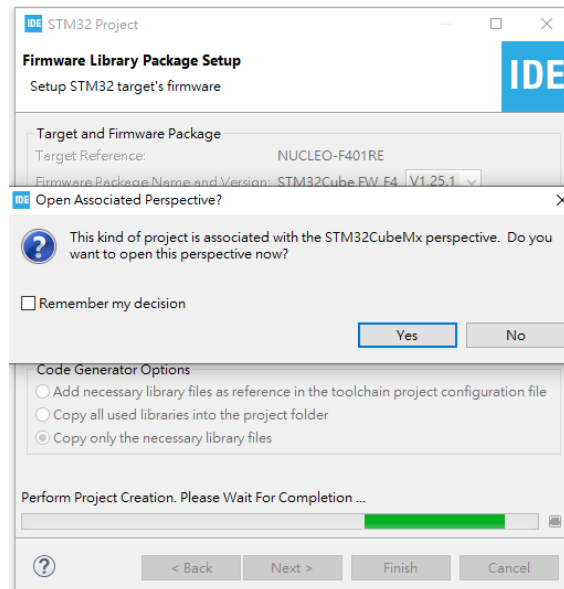 IDE STM32 Project
Firmware Library Package Setup
Setup STM32 target's firmware
IDE
Target and Firmware Package
Target Reference: NUCLEO-F401RE
Firmware Package Name and Version: STM32Cube FW_F4 V1.25.1
IDE Open Associated Perspective?
This kind of project is associated with the STM32CubeMx perspective. Do you
want to open this perspective now?
Remember my decision
Yes No
Code Generator Options
Add necessary library files as reference in the toolchain project configuration file
Copy all used libraries into the project folder
Copy only the necessary library files
Perform Project Creation. Please Wait For Completion ...
< Back Next > Finish Cancel